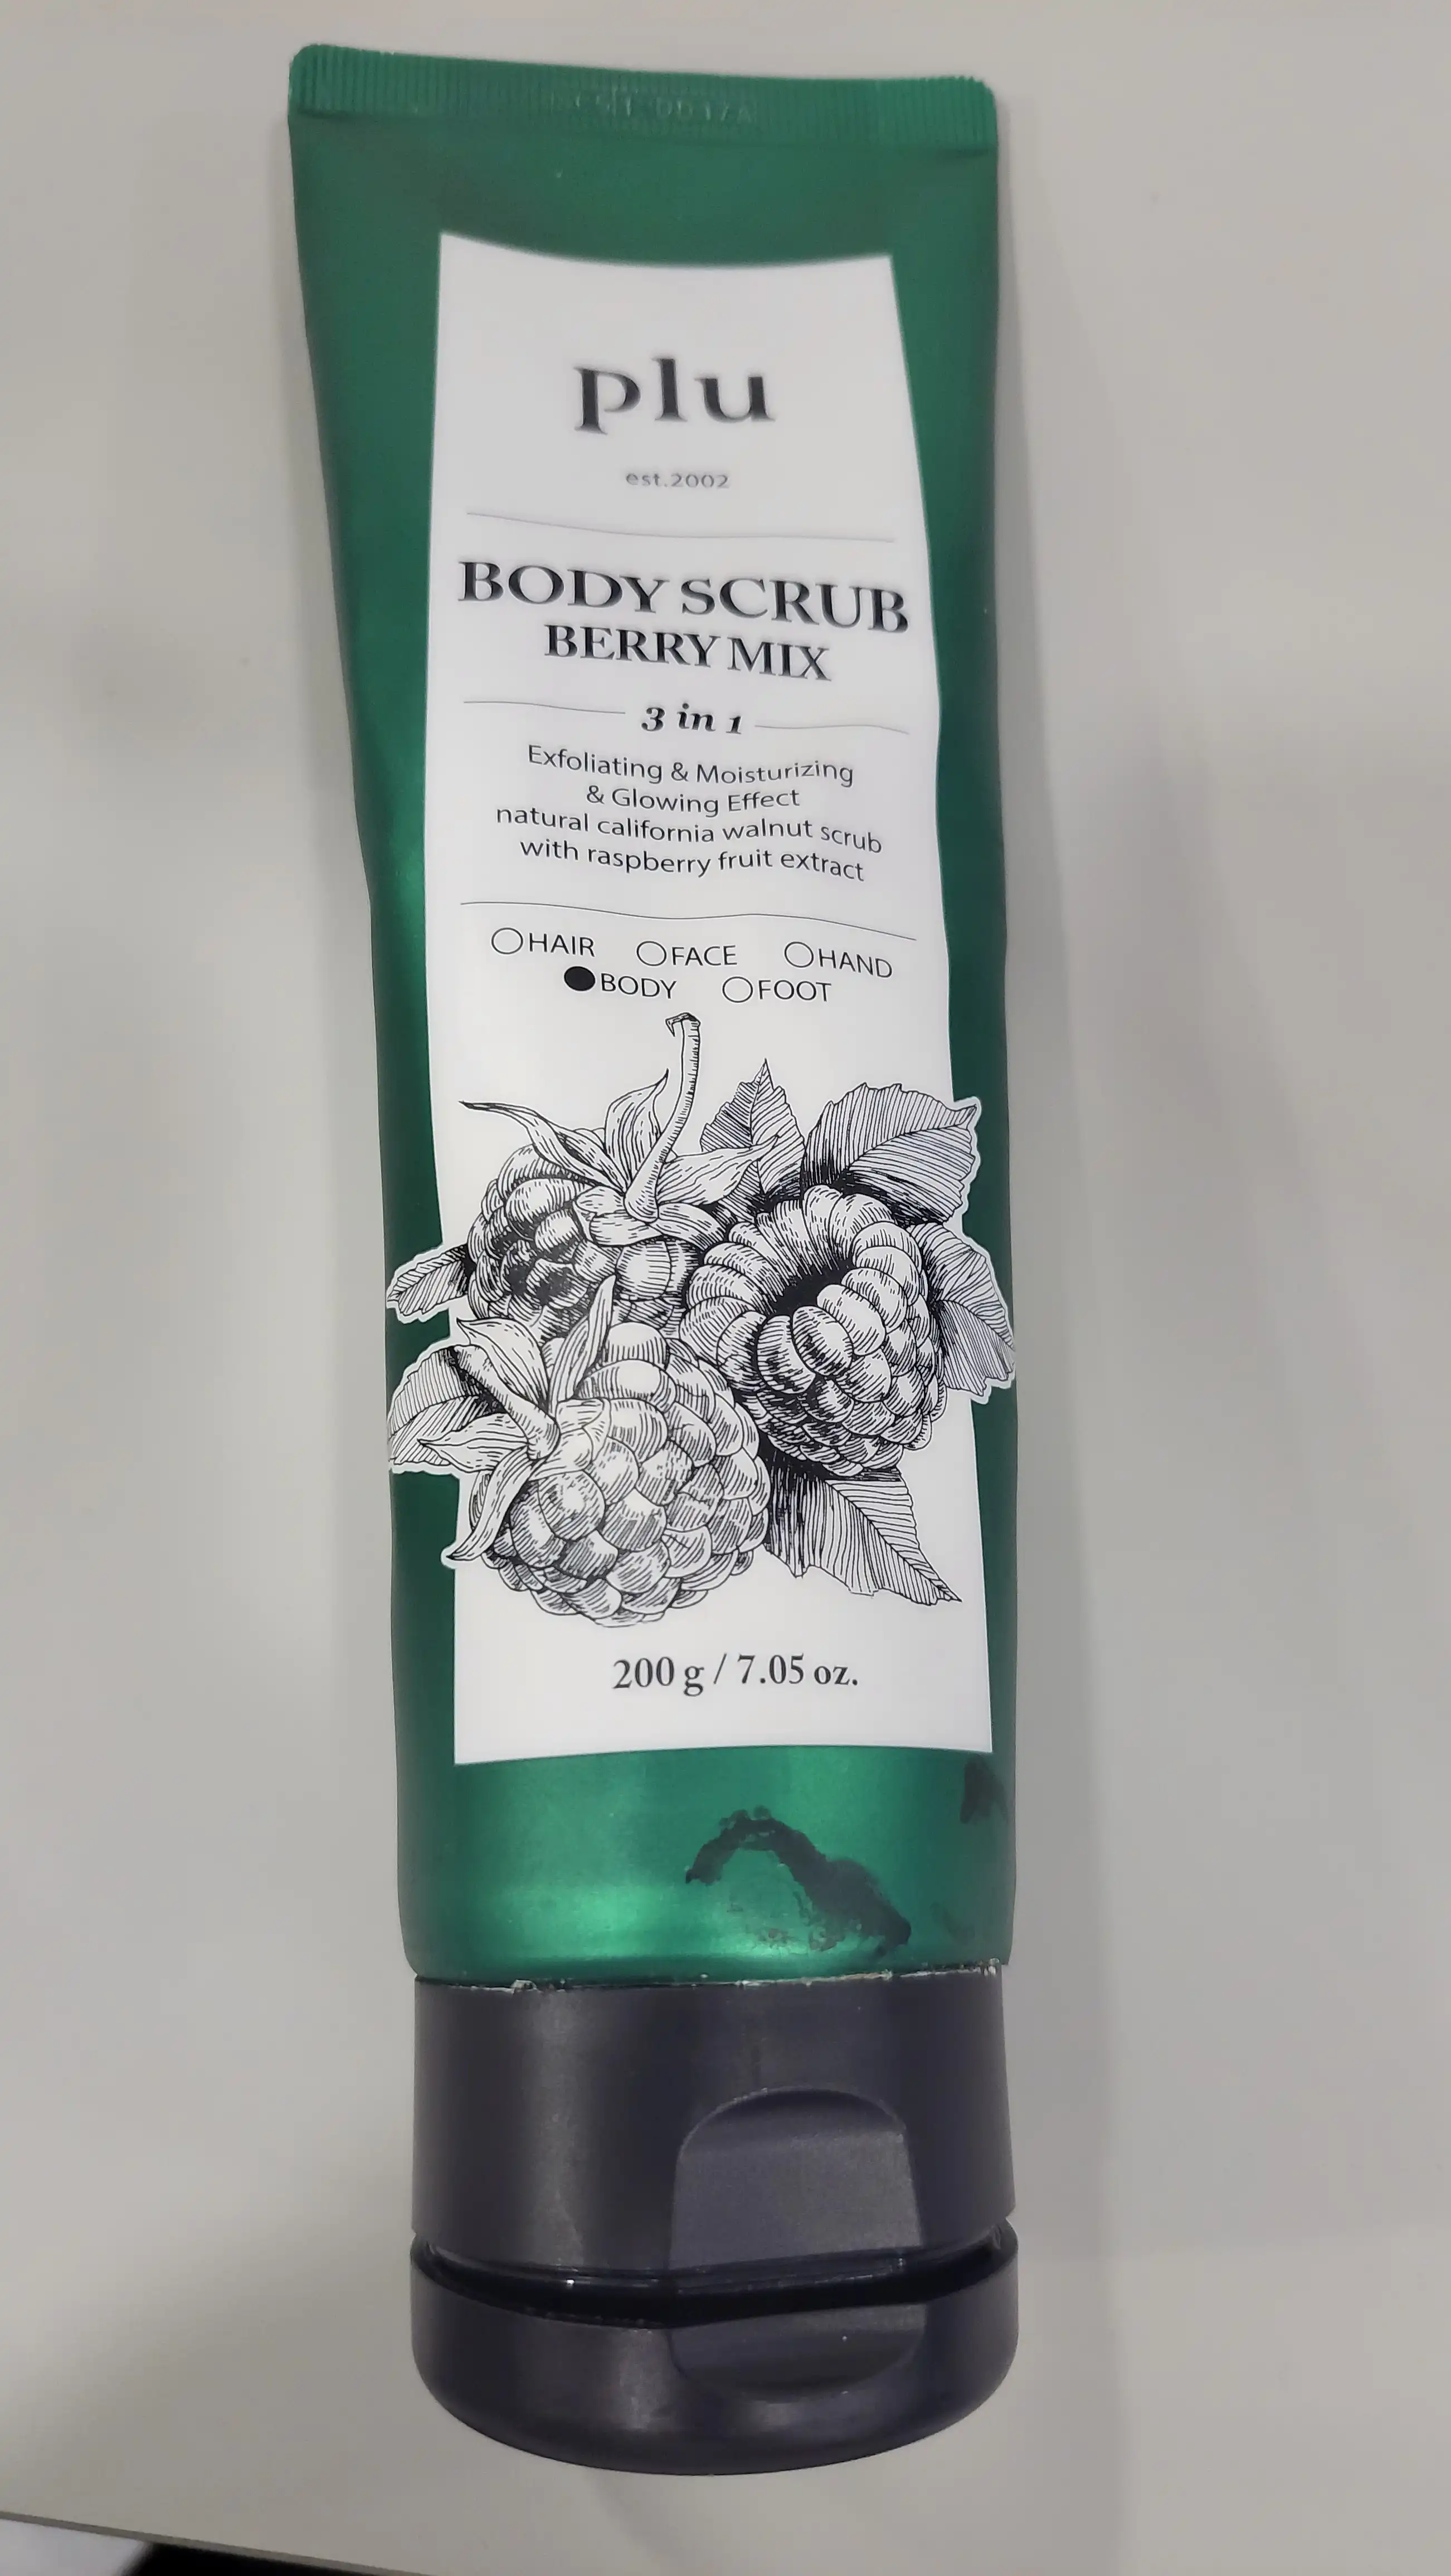 plu
est.2002
BODY SCRUB
BERRY MIX
3 in 1
Exfoliating & Moisturizing
& Glowing Effect
natural california walnut scrub
with raspberry fruit extract
HAIR FACE HAND
BODY FOOT
200 g / 7.05 oz.